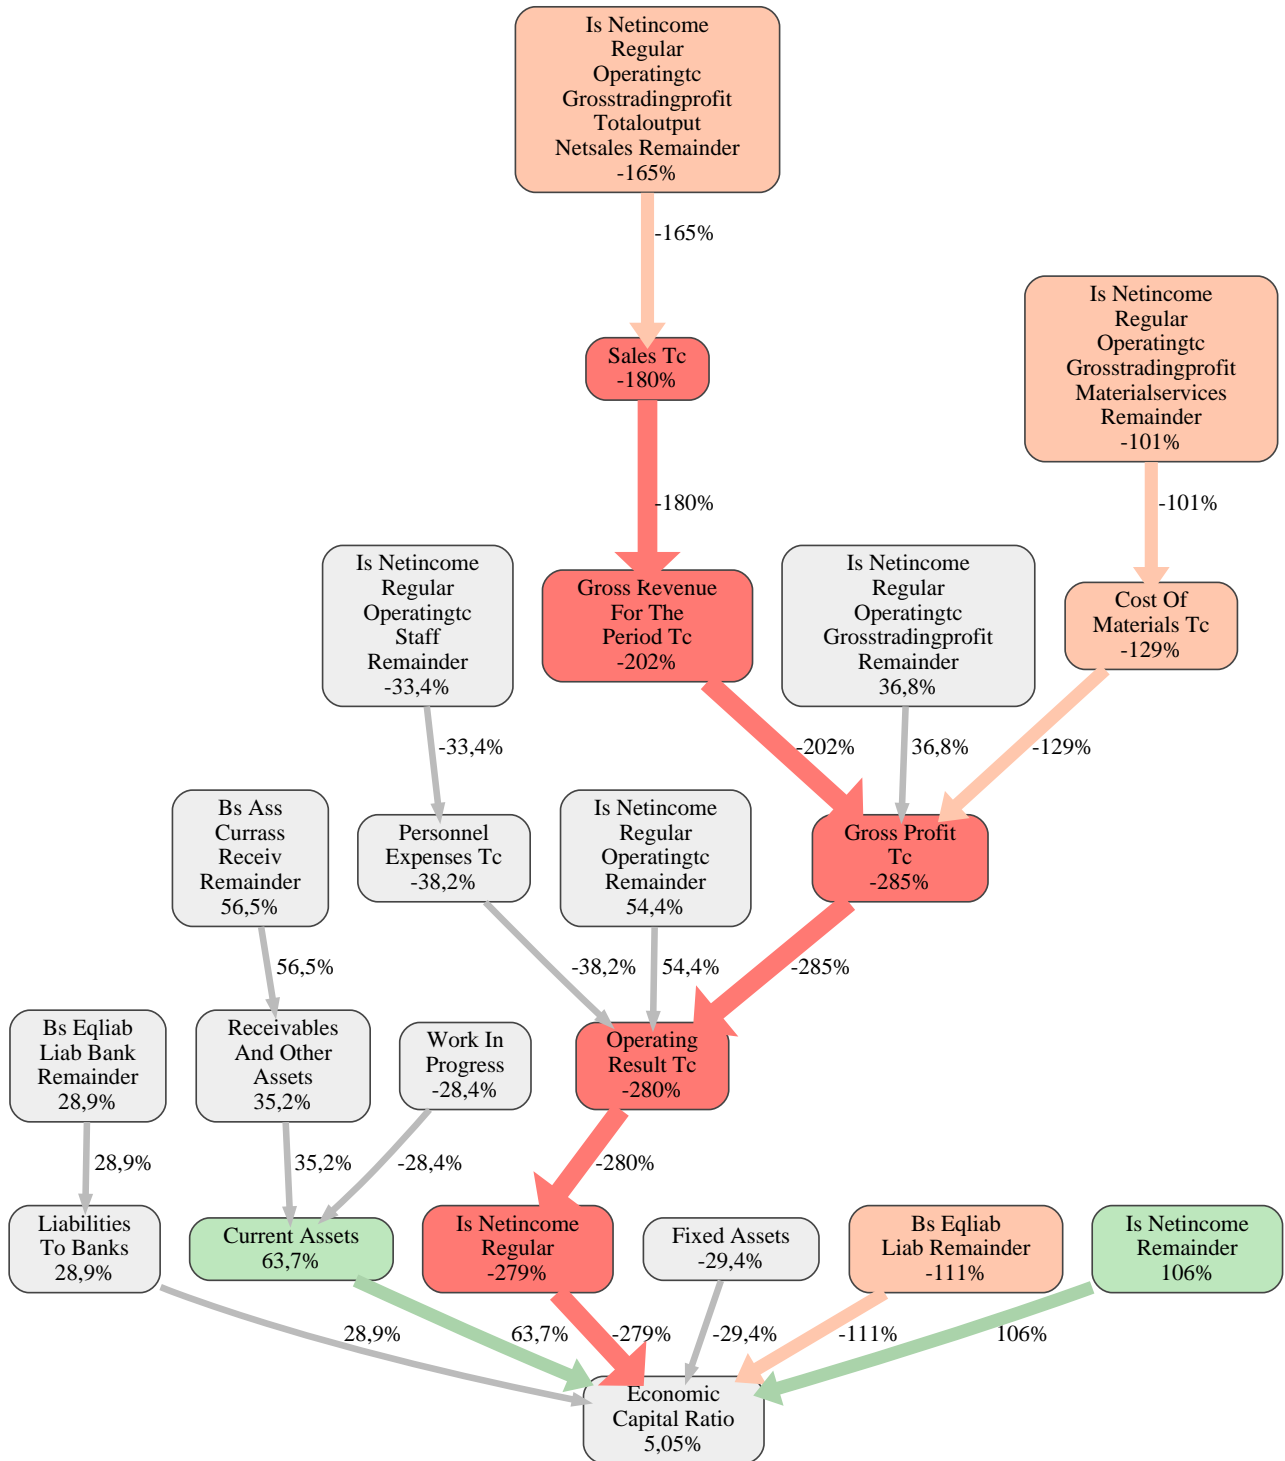 Is Netincome
Regular
Operatingtc
Grosstradingprofit
Totaloutput
Netsales Remainder
-165%
-165%
Is Netincome
Regular
Operatingtc
Grosstradingprofit
Materialservices
Remainder
-101%
Sales Tc
-180%
-180%
-101%
Is Netincome
Regular
Operatingtc
Staff
Remainder
-33,4%
Gross Revenue
For The
Period Tc
-202%
Is Netincome
Regular
Operatingtc
Grosstradingprofit
Remainder
36,8%
Cost Of
Materials Tc
-129%
-33,4%
-202%
36,8%
-129%
Bs Ass
Currass
Receiv
Remainder
56,5%
Personnel
Expenses Tc
-38,2%
Is Netincome
Regular
Operatingtc
Remainder
54,4%
Gross Profit
Tc
-285%
56,5%
-38,2%
54,4%
-285%
Bs Eqliab
Liab Bank
Remainder
28,9%
Receivables
And Other
Assets
35,2%
Work In
Progress
-28,4%
Operating
Result Tc
-280%
28,9%
35,2%
-28,4%
-280%
Liabilities
To Banks
28,9%
Current Assets
63,7%
Is Netincome
Regular
-279%
Fixed Assets
-29,4%
Bs Eqliab
Liab Remainder
-111%
Is Netincome
Remainder
106%
28,9%
63,7%
-279%
-29,4%
-111%
106%
Economic
Capital Ratio
5,05%